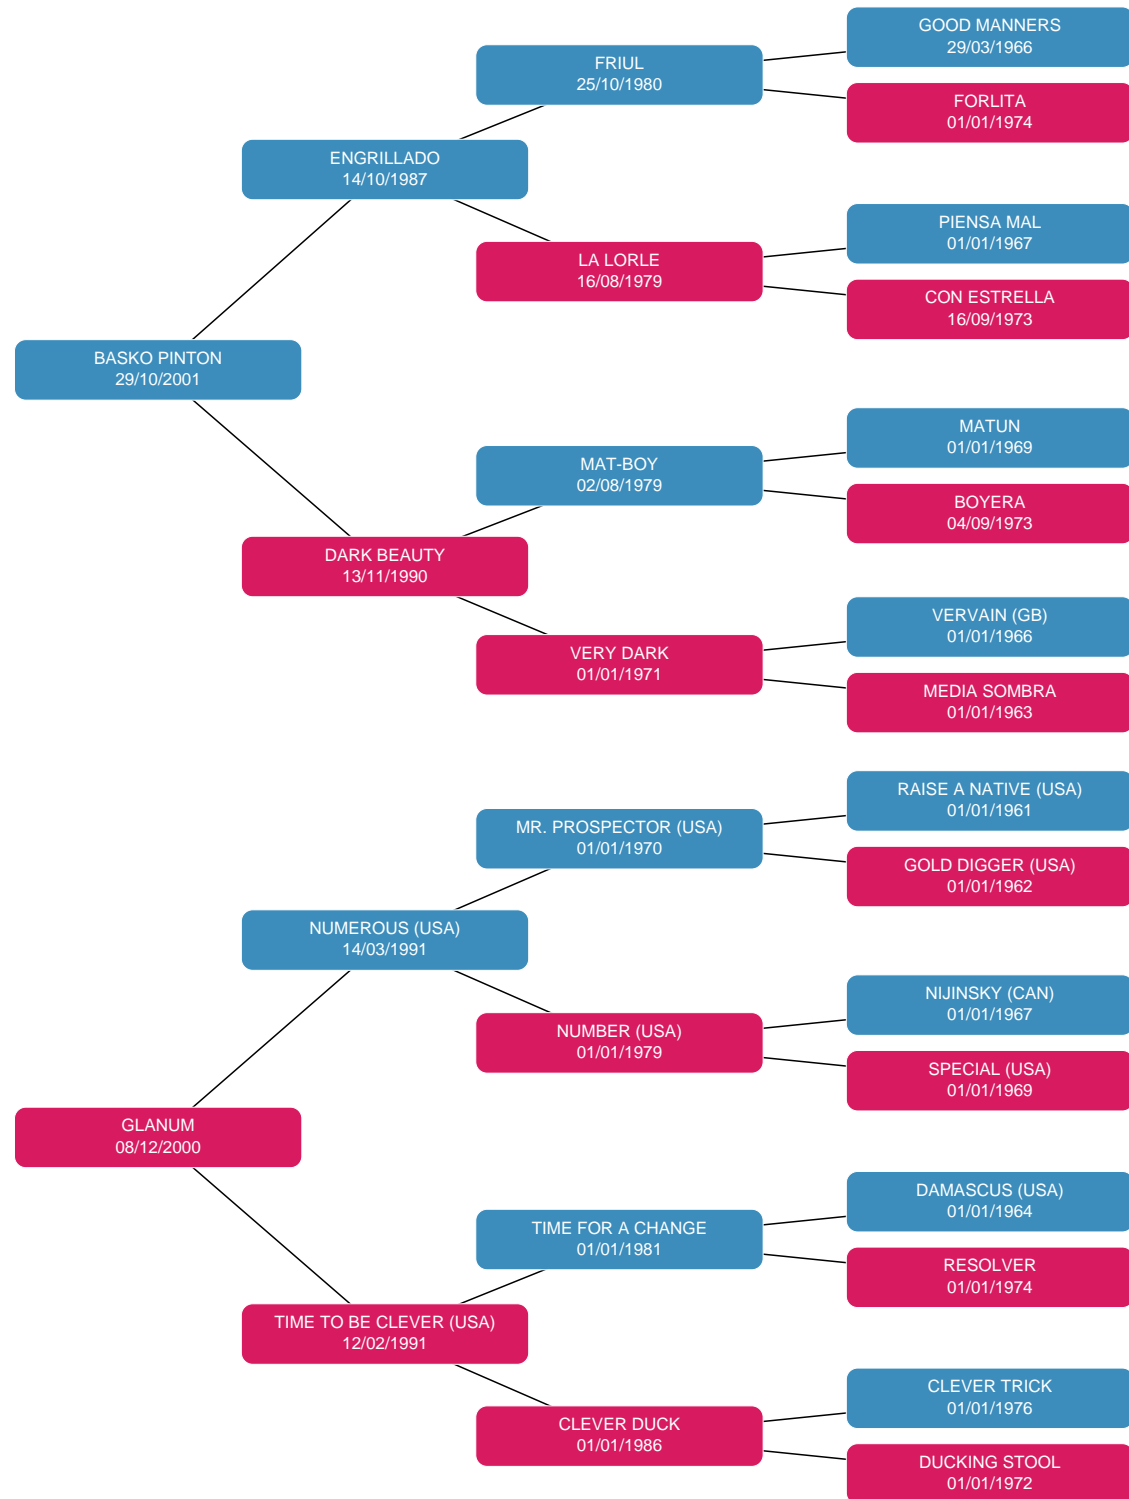 GOOD MANNERS
29/03/1966
FRIUL
25/10/1980
FORLITA
01/01/1974
ENGRILLADO
14/10/1987
PIENSA MAL
01/01/1967
LA LORLE
16/08/1979
CON ESTRELLA
16/09/1973
BASKO PINTON
29/10/2001
MATUN
01/01/1969
MAT-BOY
02/08/1979
BOYERA
04/09/1973
DARK BEAUTY
13/11/1990
VERVAIN (GB)
01/01/1966
VERY DARK
01/01/1971
MEDIA SOMBRA
01/01/1963
RAISE A NATIVE (USA)
01/01/1961
MR. PROSPECTOR (USA)
01/01/1970
GOLD DIGGER (USA)
01/01/1962
NUMEROUS (USA)
14/03/1991
NIJINSKY (CAN)
01/01/1967
NUMBER (USA)
01/01/1979
SPECIAL (USA)
01/01/1969
GLANUM
08/12/2000
DAMASCUS (USA)
01/01/1964
TIME FOR A CHANGE
01/01/1981
RESOLVER
01/01/1974
TIME TO BE CLEVER (USA)
12/02/1991
CLEVER TRICK
01/01/1976
CLEVER DUCK
01/01/1986
DUCKING STOOL
01/01/1972